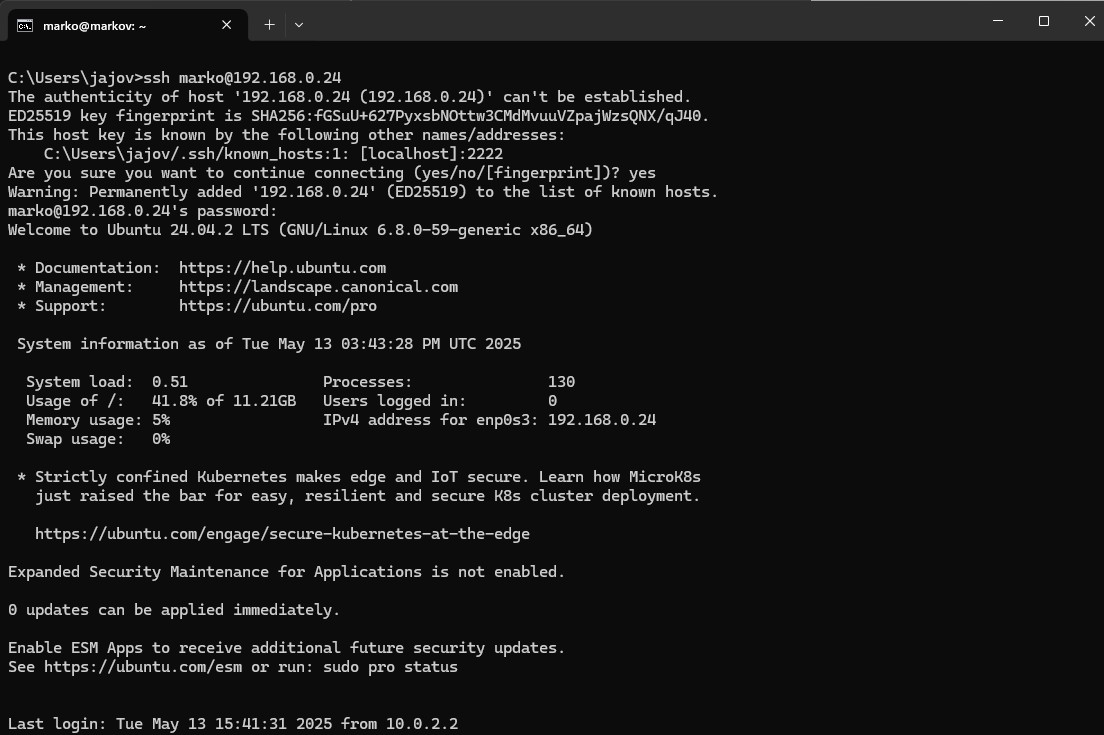 marko@markov: ~
C:\Users\jajov>ssh marko@192.168.0.24
The authenticity of host '192.168.0.24 (192.168.0.24)' can't be established.
ED25519 key fingerprint is SHA256:fGSuU+627PyxsbNOttw3CMdMvuuVZpajWzsQNX/qJ40.
This host key is known by the following other names/addresses:
    C:\Users\jajov/.ssh/known_hosts:1: [localhost]:2222
Are you sure you want to continue connecting (yes/no/[fingerprint])? yes
Warning: Permanently added '192.168.0.24' (ED25519) to the list of known hosts.
marko@192.168.0.24's password:
Welcome to Ubuntu 24.04.2 LTS (GNU/Linux 6.8.0-59-generic x86_64)
 * Documentation:  https://help.ubuntu.com
 * Management:     https://landscape.canonical.com
 * Support:        https://ubuntu.com/pro
 System information as of Tue May 13 03:43:28 PM UTC 2025
  System load:  0.51               Processes:               130
  Usage of /:   41.8% of 11.21GB   Users logged in:         0
  Memory usage: 5%                 IPv4 address for enp0s3: 192.168.0.24
  Swap usage:   0%
 * Strictly confined Kubernetes makes edge and IoT secure. Learn how MicroK8s
   just raised the bar for easy, resilient and secure K8s cluster deployment.
   https://ubuntu.com/engage/secure-kubernetes-at-the-edge
Expanded Security Maintenance for Applications is not enabled.
0 updates can be applied immediately.
Enable ESM Apps to receive additional future security updates.
See https://ubuntu.com/esm or run: sudo pro status
Last login: Tue May 13 15:41:31 2025 from 10.0.2.2